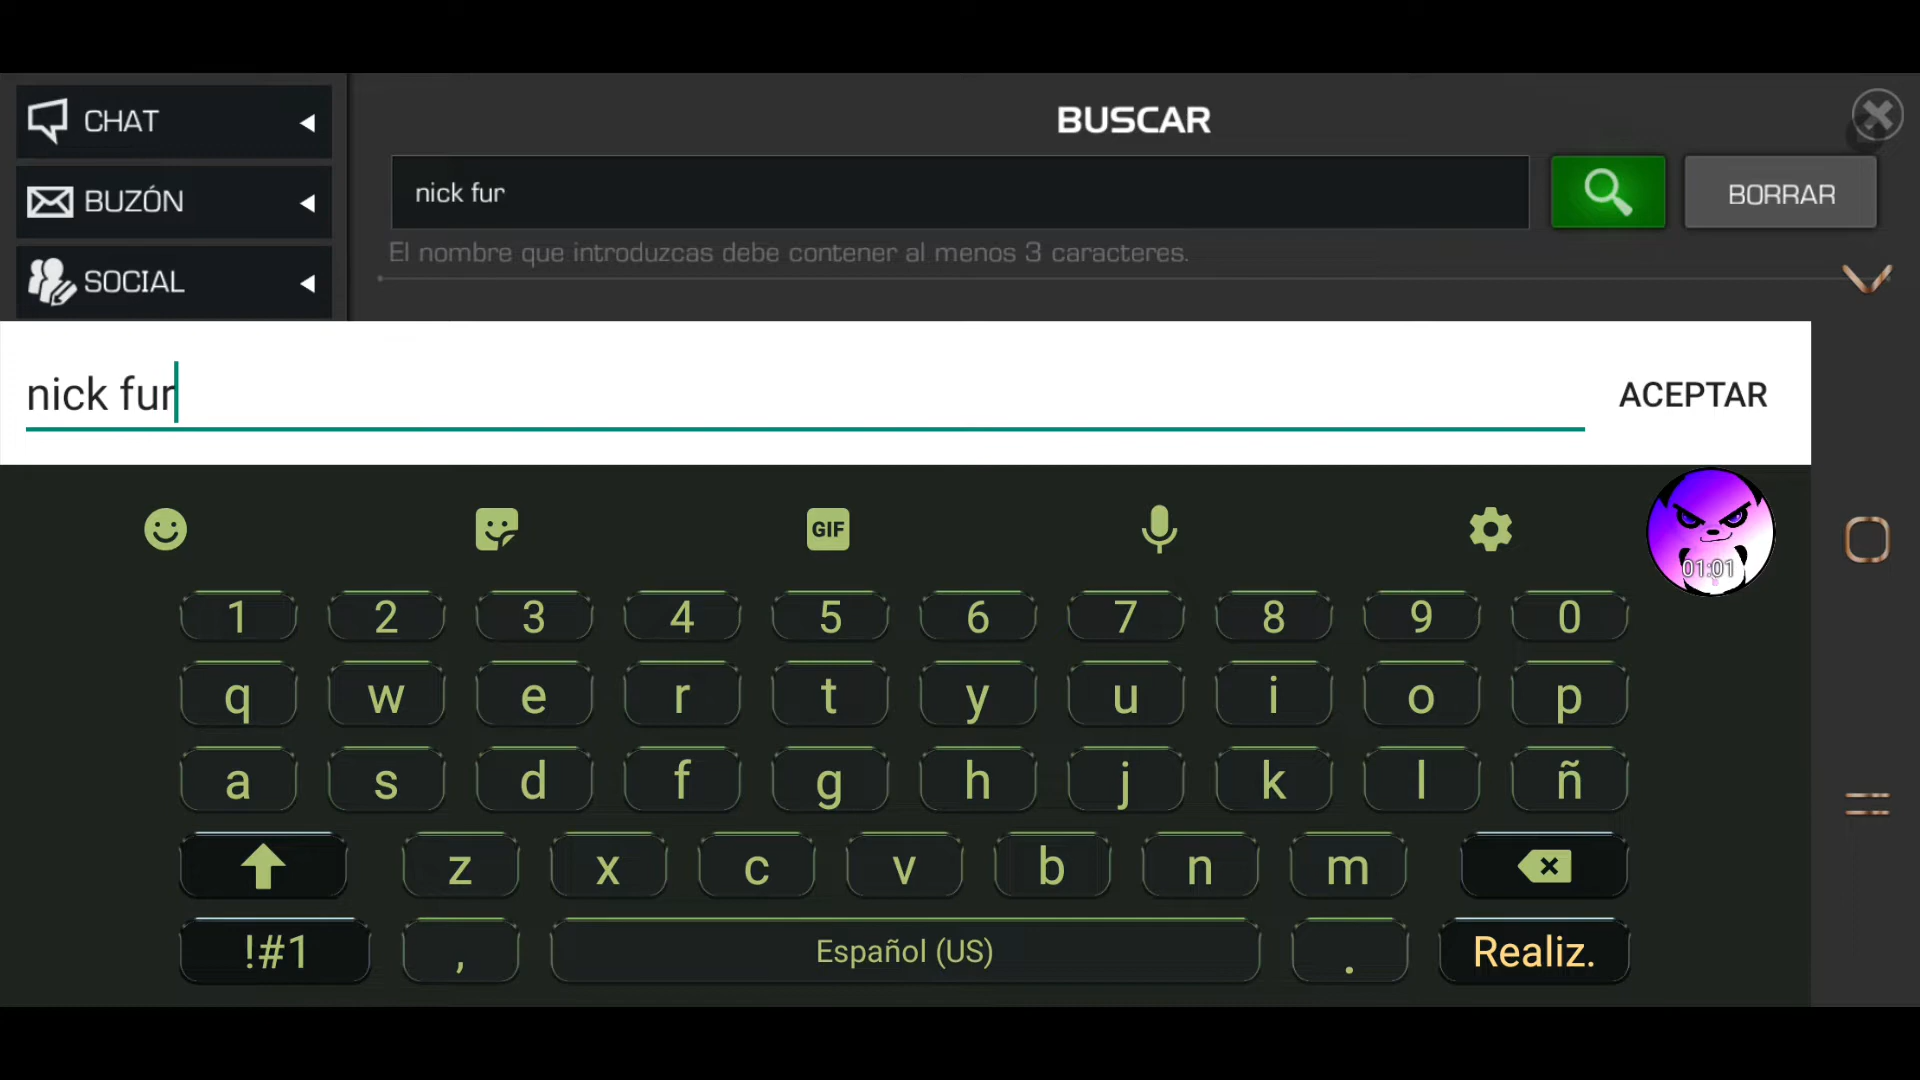 CHAT
BUZÓN
SOCIAL
BUSCAR
nick fur
BORRAR
El nombre que introduzcas debe contener al menos 3 caracteres.
nick fur
ACEPTAR
GIF
01:01
1 2 3 4 5 6 7 8 9 0
q w e r t y u i o p
a s d f g h j k l ñ
z x c v b n m
!#1 , Español (US) . Realiz.